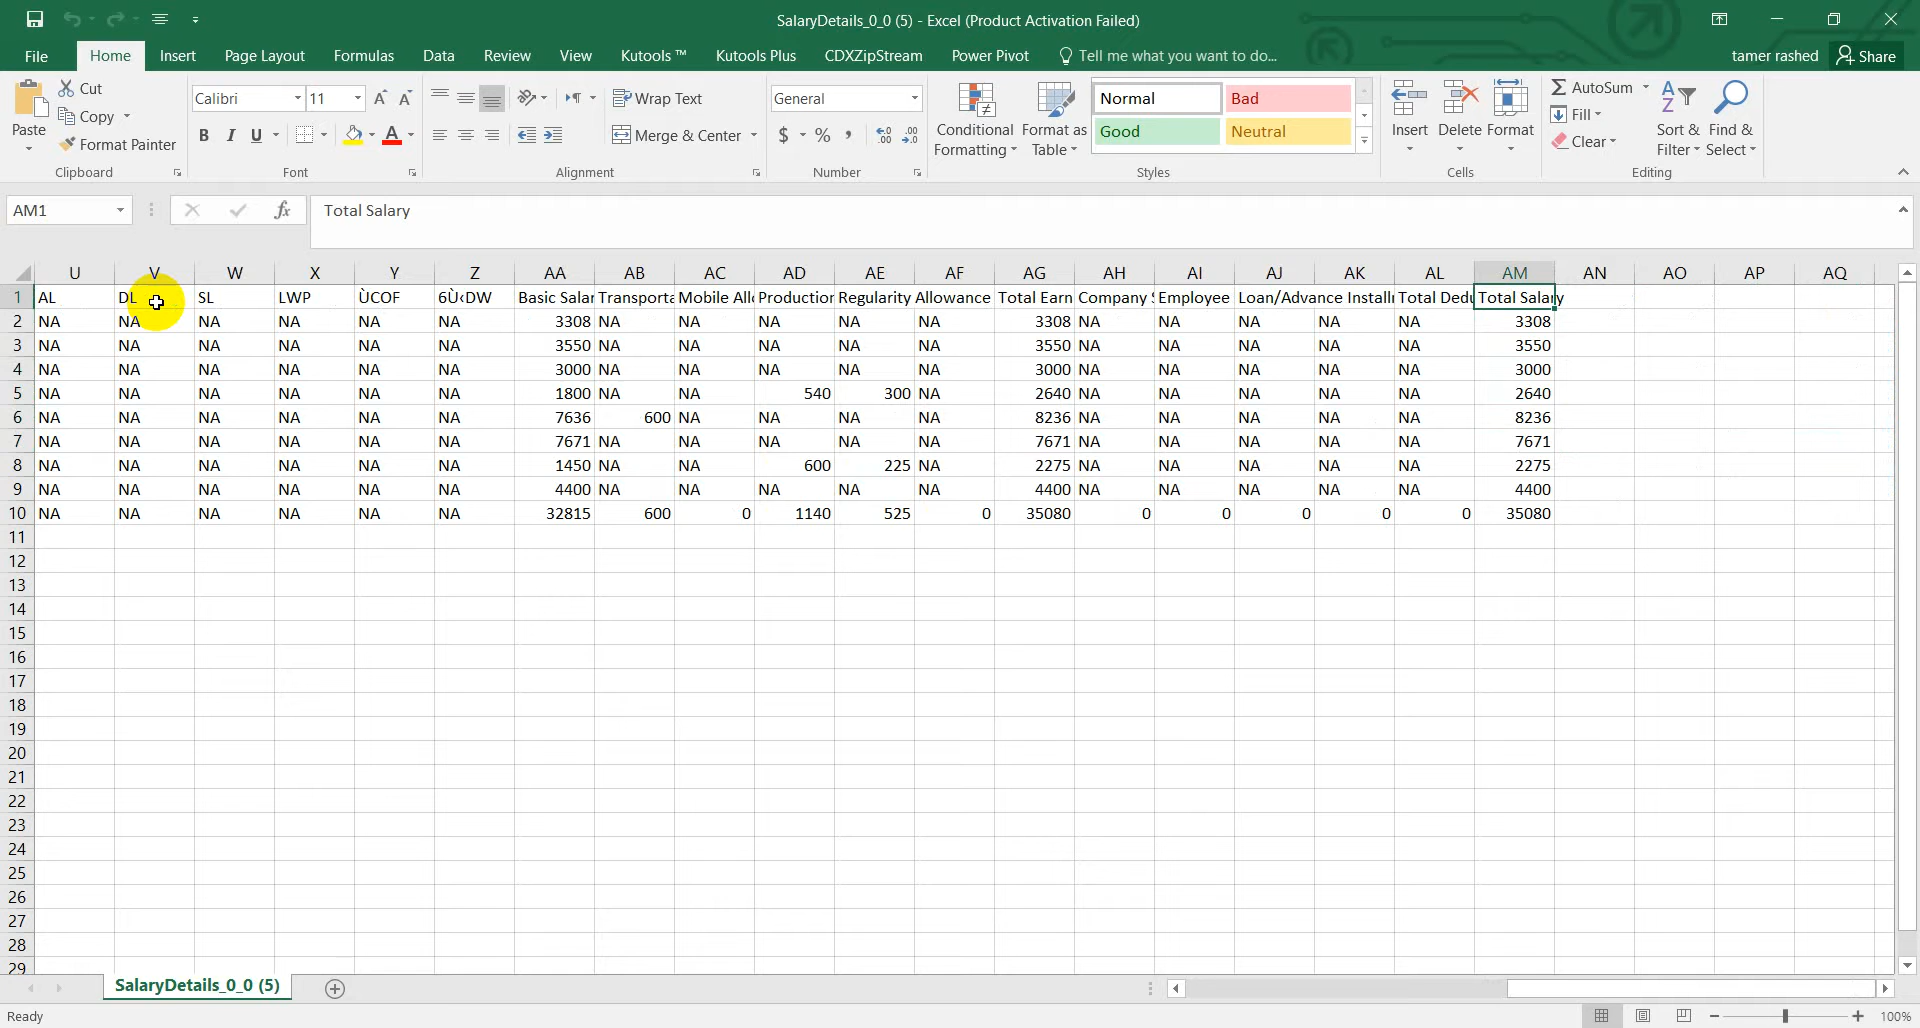 SalaryDetails_0_0 (5) - Excel (Product Activation Failed)
File Home Insert Page Layout Formulas Data Review View Kutools ™ Kutools Plus CDXZipStream Power Pivot Tell me what you want to do... tamer rashed Share
Paste
Cut
Copy
Format Painter
Clipboard
Calibri 11
B I U
Font
Wrap Text
Merge & Center
Alignment
General
$ % ,
Number
Conditional Formatting
Format as Table
Normal Bad
Good Neutral
Styles
Insert Delete Format
Cells
AutoSum
Fill
Clear
Sort & Filter
Find & Select
Editing
AM1 fx Total Salary
U V W X Y Z AA AB AC AD AE AF AG AH AI AJ AK AL AM AN AO AP AQ
1 AL DL SL LWP ÙCOF 6Ù‹DW Basic Salar Transporta Mobile All Production Regularity Allowance Total Earn Company S Employee Loan/Advance Installr Total Dedu Total Salary
2 NA NA NA NA NA NA 3308 NA NA NA NA NA 3308 NA NA NA NA NA 3308
3 NA NA NA NA NA NA 3550 NA NA NA NA NA 3550 NA NA NA NA NA 3550
4 NA NA NA NA NA NA 3000 NA NA NA NA NA 3000 NA NA NA NA NA 3000
5 NA NA NA NA NA NA 1800 NA NA 540 300 NA 2640 NA NA NA NA NA 2640
6 NA NA NA NA NA NA 7636 600 NA NA NA NA 8236 NA NA NA NA NA 8236
7 NA NA NA NA NA NA 7671 NA NA NA NA NA 7671 NA NA NA NA NA 7671
8 NA NA NA NA NA NA 1450 NA NA 600 225 NA 2275 NA NA NA NA NA 2275
9 NA NA NA NA NA NA 4400 NA NA NA NA NA 4400 NA NA NA NA NA 4400
10 NA NA NA NA NA NA 32815 600 0 1140 525 0 35080 0 0 0 0 0 35080
11
12
13
14
15
16
17
18
19
20
21
22
23
24
25
26
27
28
29
SalaryDetails_0_0 (5)
Ready 100%